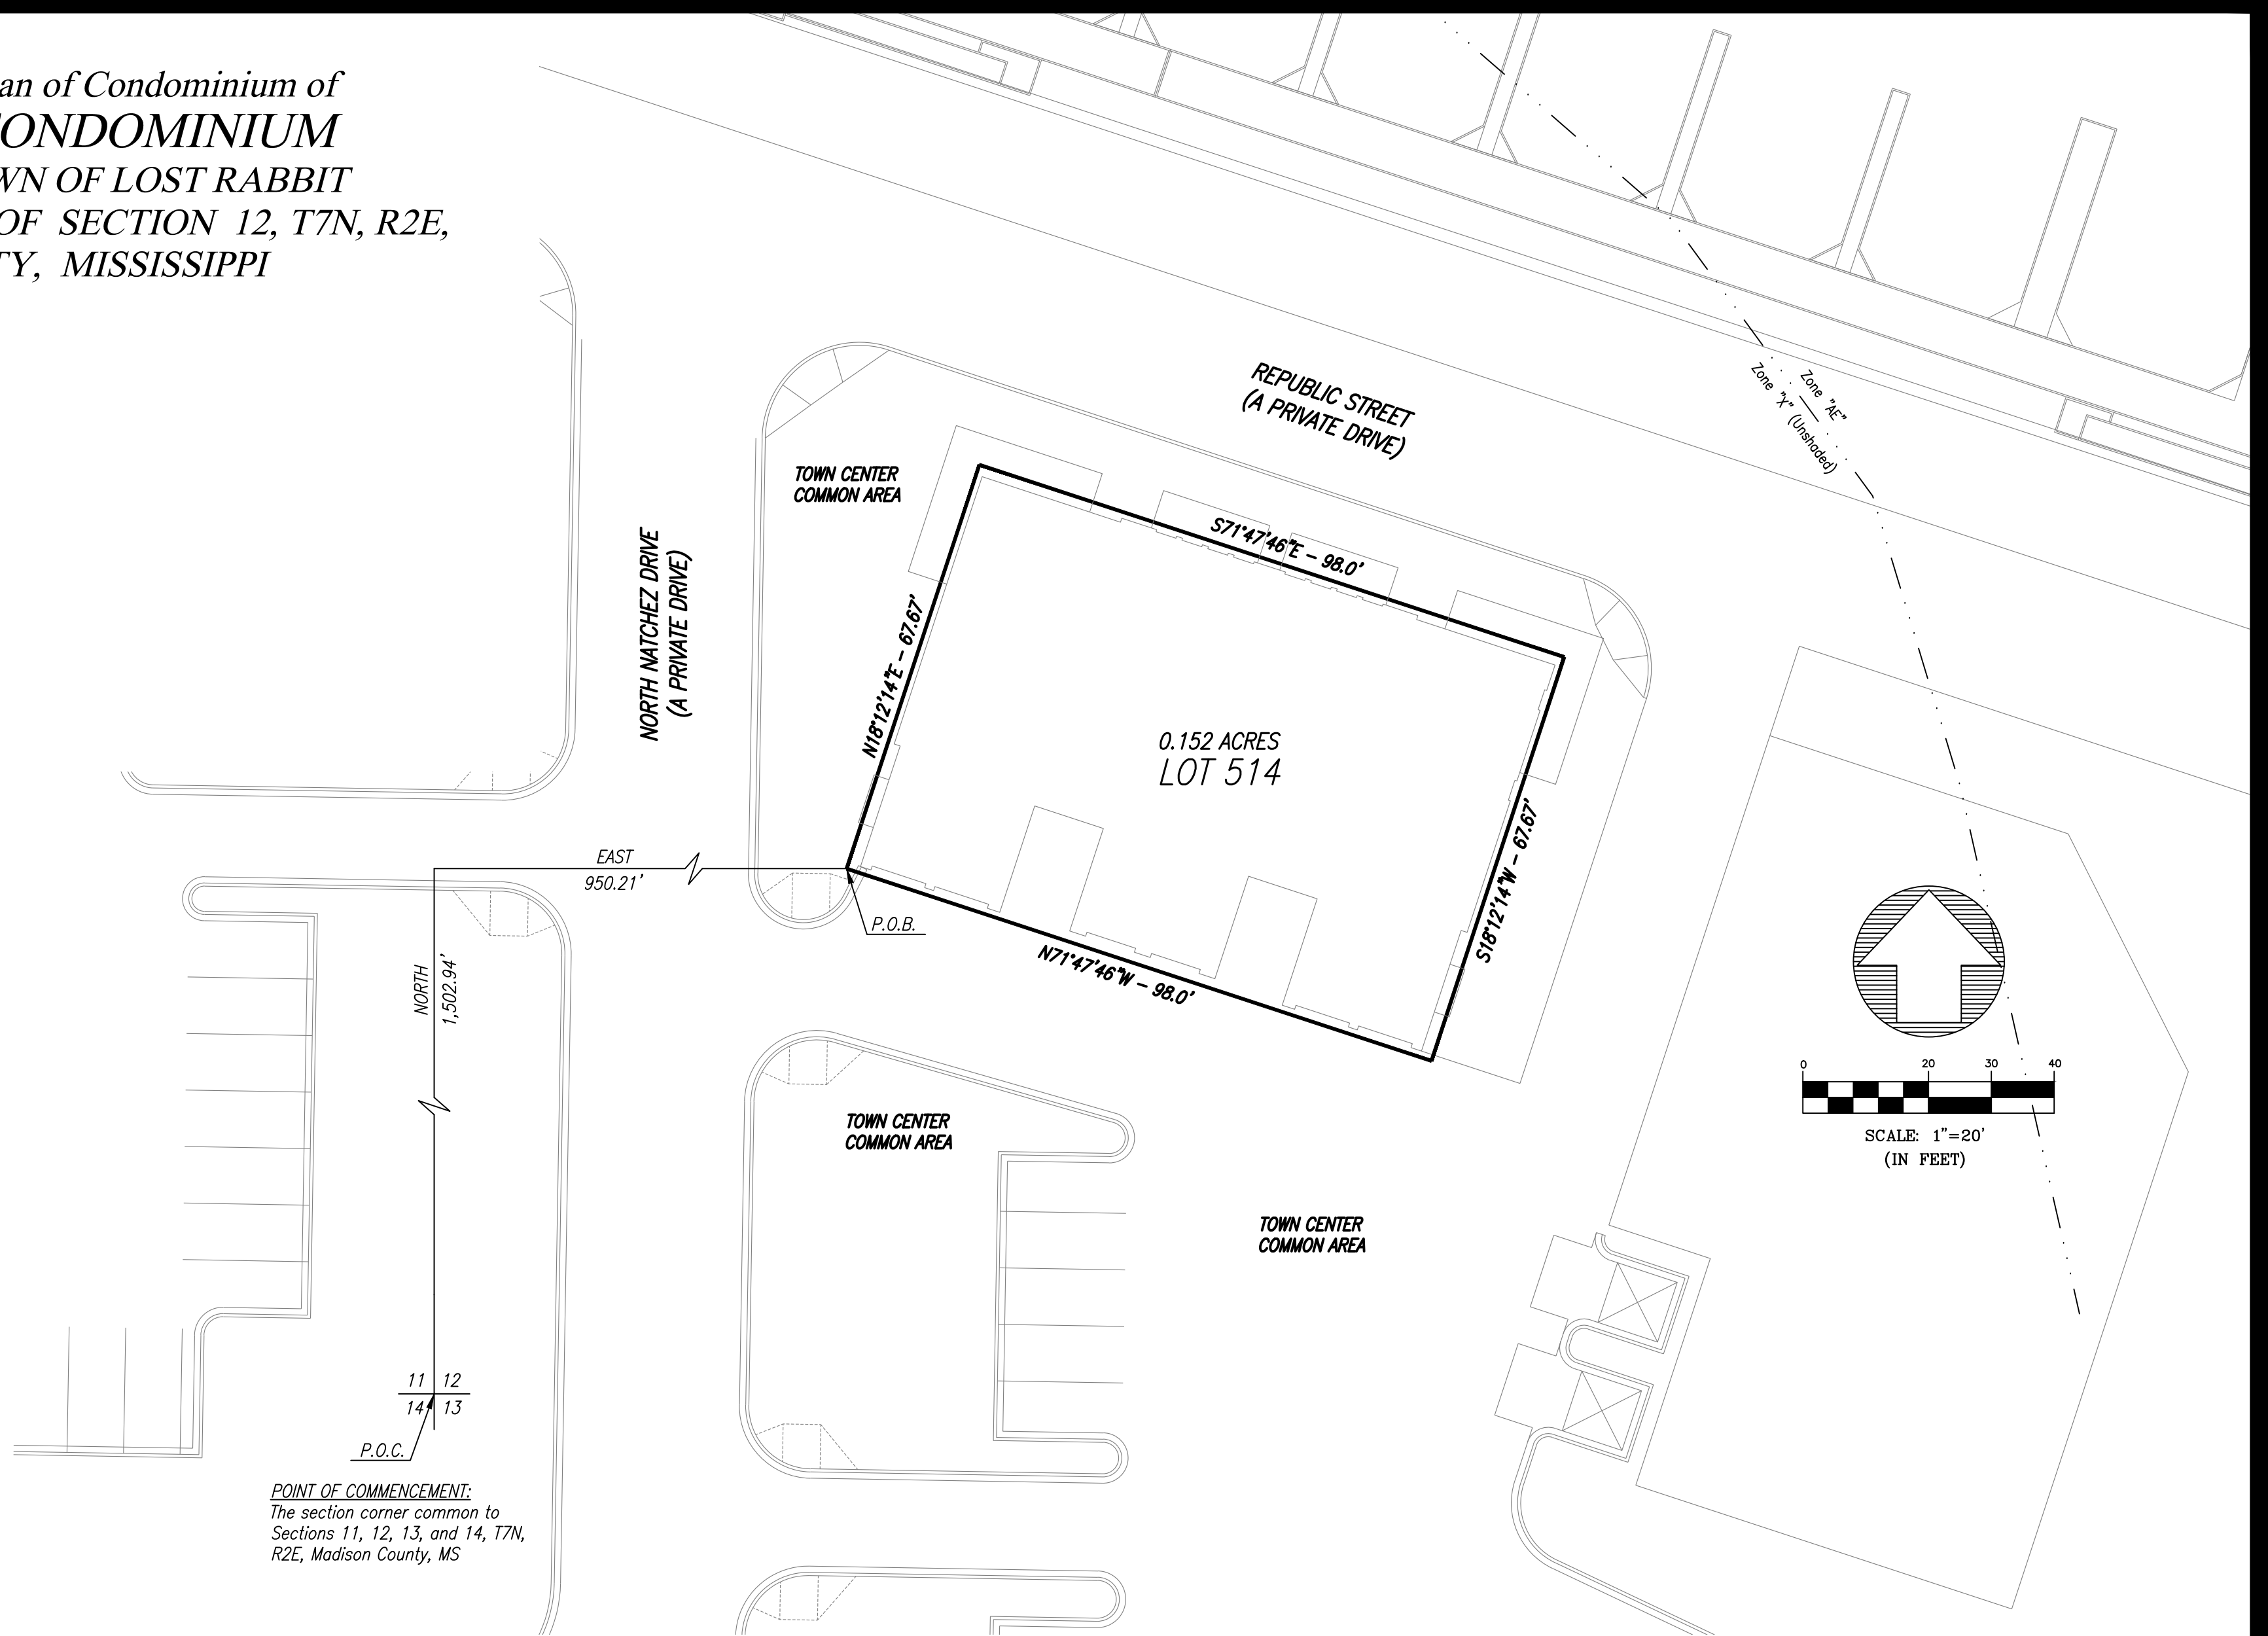 an of Condominium of
CONDOMINIUM
WN OF LOST RABBIT
OF SECTION 12, T7N, R2E,
TY, MISSISSIPPI
REPUBLIC STREET
(A PRIVATE DRIVE)
Zone "AE"
Zone "X" (Unshaded)
TOWN CENTER
COMMON AREA
NORTH NATCHEZ DRIVE
(A PRIVATE DRIVE)
S71°47'46"E – 98.0'
N18°12'14"E – 67.67'
0.152 ACRES
LOT 514
S18°12'14"W – 67.67'
N71°47'46"W – 98.0'
EAST
950.21'
P.O.B.
NORTH
1,502.94'
0 20 30 40
SCALE: 1"=20'
(IN FEET)
TOWN CENTER
COMMON AREA
TOWN CENTER
COMMON AREA
11 12
14 13
P.O.C.
POINT OF COMMENCEMENT:
The section corner common to
Sections 11, 12, 13, and 14, T7N,
R2E, Madison County, MS